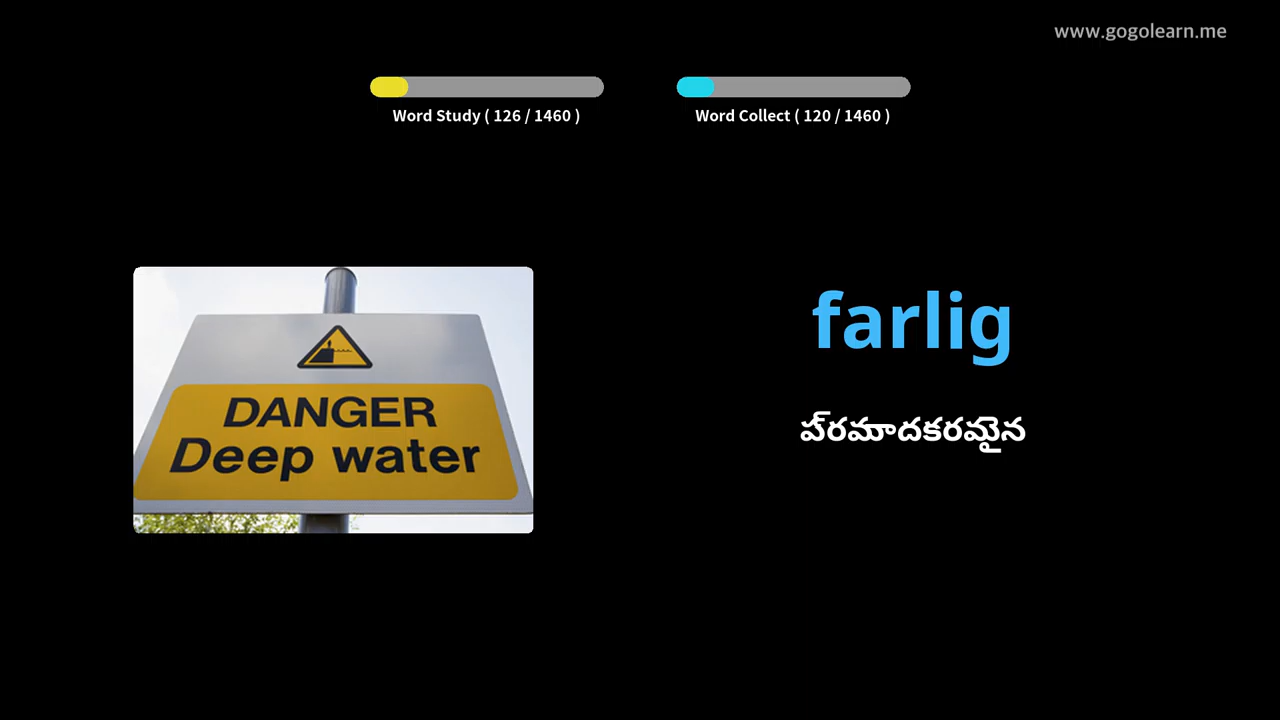 www.gogolearn.me
Word Study ( 126 / 1460 )
Word Collect ( 120 / 1460 )
DANGER
Deep water
farlig
ప్రమాదకరమైన